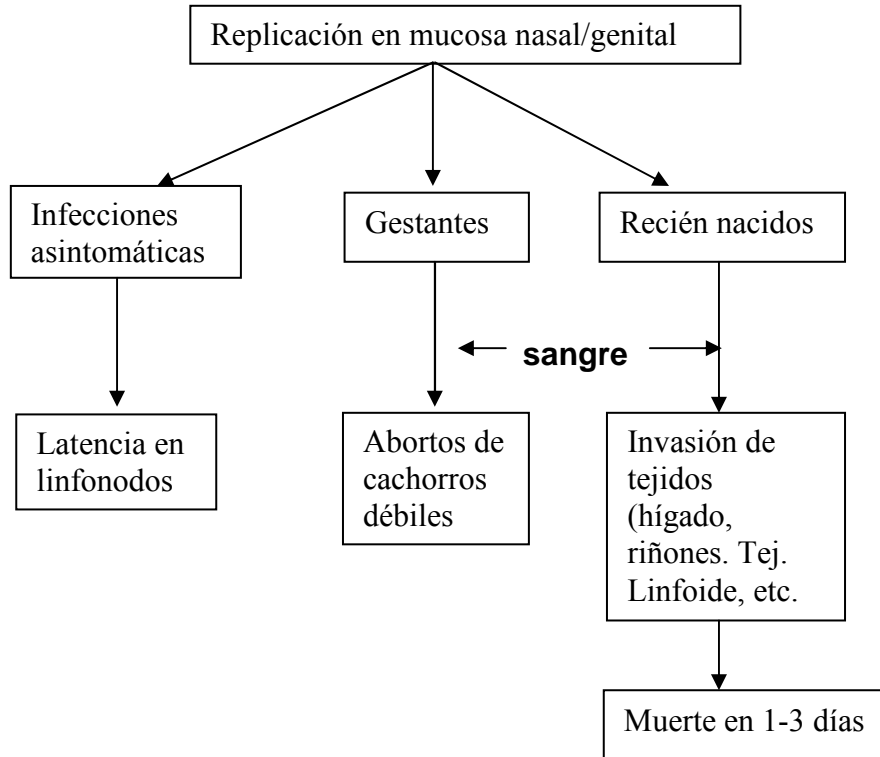 Replicación en mucosa nasal/genital
Infecciones
asintomáticas
Gestantes
Recién nacidos
sangre
Latencia en
linfonodos
Abortos de
cachorros
débiles
Invasión de
tejidos
(hígado,
riñones. Tej.
Linfoide, etc.
Muerte en 1-3 días